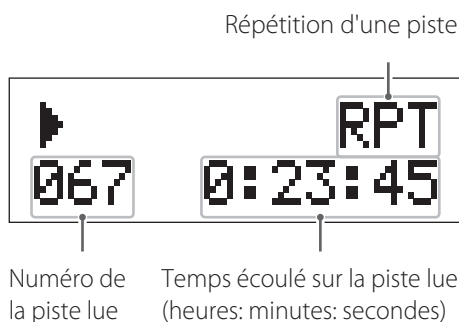 Répétition d'une piste
RPT
067 0:23:45
Numéro de
la piste lue
Temps écoulé sur la piste lue
(heures: minutes: secondes)